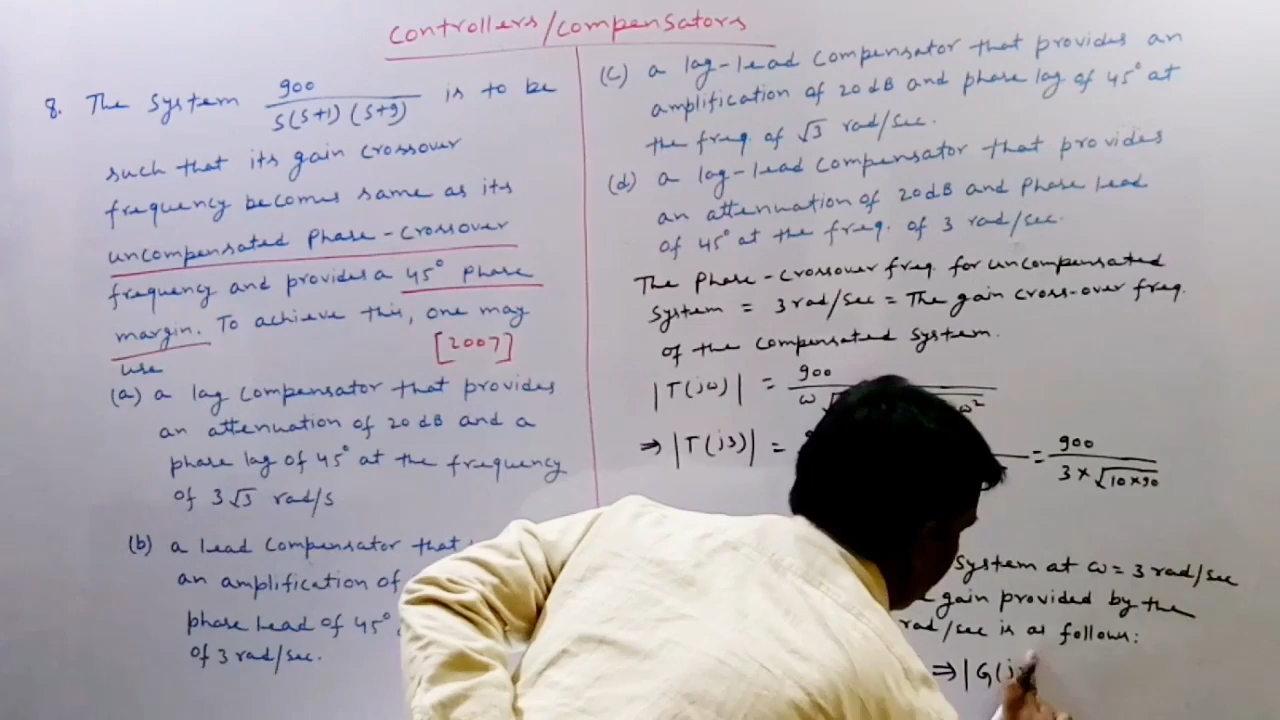 Controllers/Compensators
8. The System 900 / S(S+1)(S+9) is to be
such that its gain crossover
frequency becomes same as its
uncompensated Phase-Crossover
frequency and provides a 45° phase
margin. To achieve this, one may
use [2007]
(a) a lag compensator that provides
an attenuation of 20 dB and a
phase lag of 45° at the frequency
of 3√3 rad/s
(b) a lead compensator that
an amplification of
phase lead of 45°
of 3 rad/sec.
(C) a lag-lead compensator that provides an
amplification of 20 dB and phase lag of 45° at
the freq. of √3 rad/sec.
(d) a lag-lead compensator that provides
an attenuation of 20 dB and Phase lead
of 45° at the freq. of 3 rad/sec.
The Phase-Crossover freq. for uncompensated
System = 3 rad/sec = The gain cross-over freq.
of the compensated system.
|T(jω)| = 900 / ω√ ω²
⇒ |T(j3)| = = 900 / 3×√10×90
System at ω = 3 rad/sec
gain provided by the
rad/sec is as follows:
⇒ |G(j